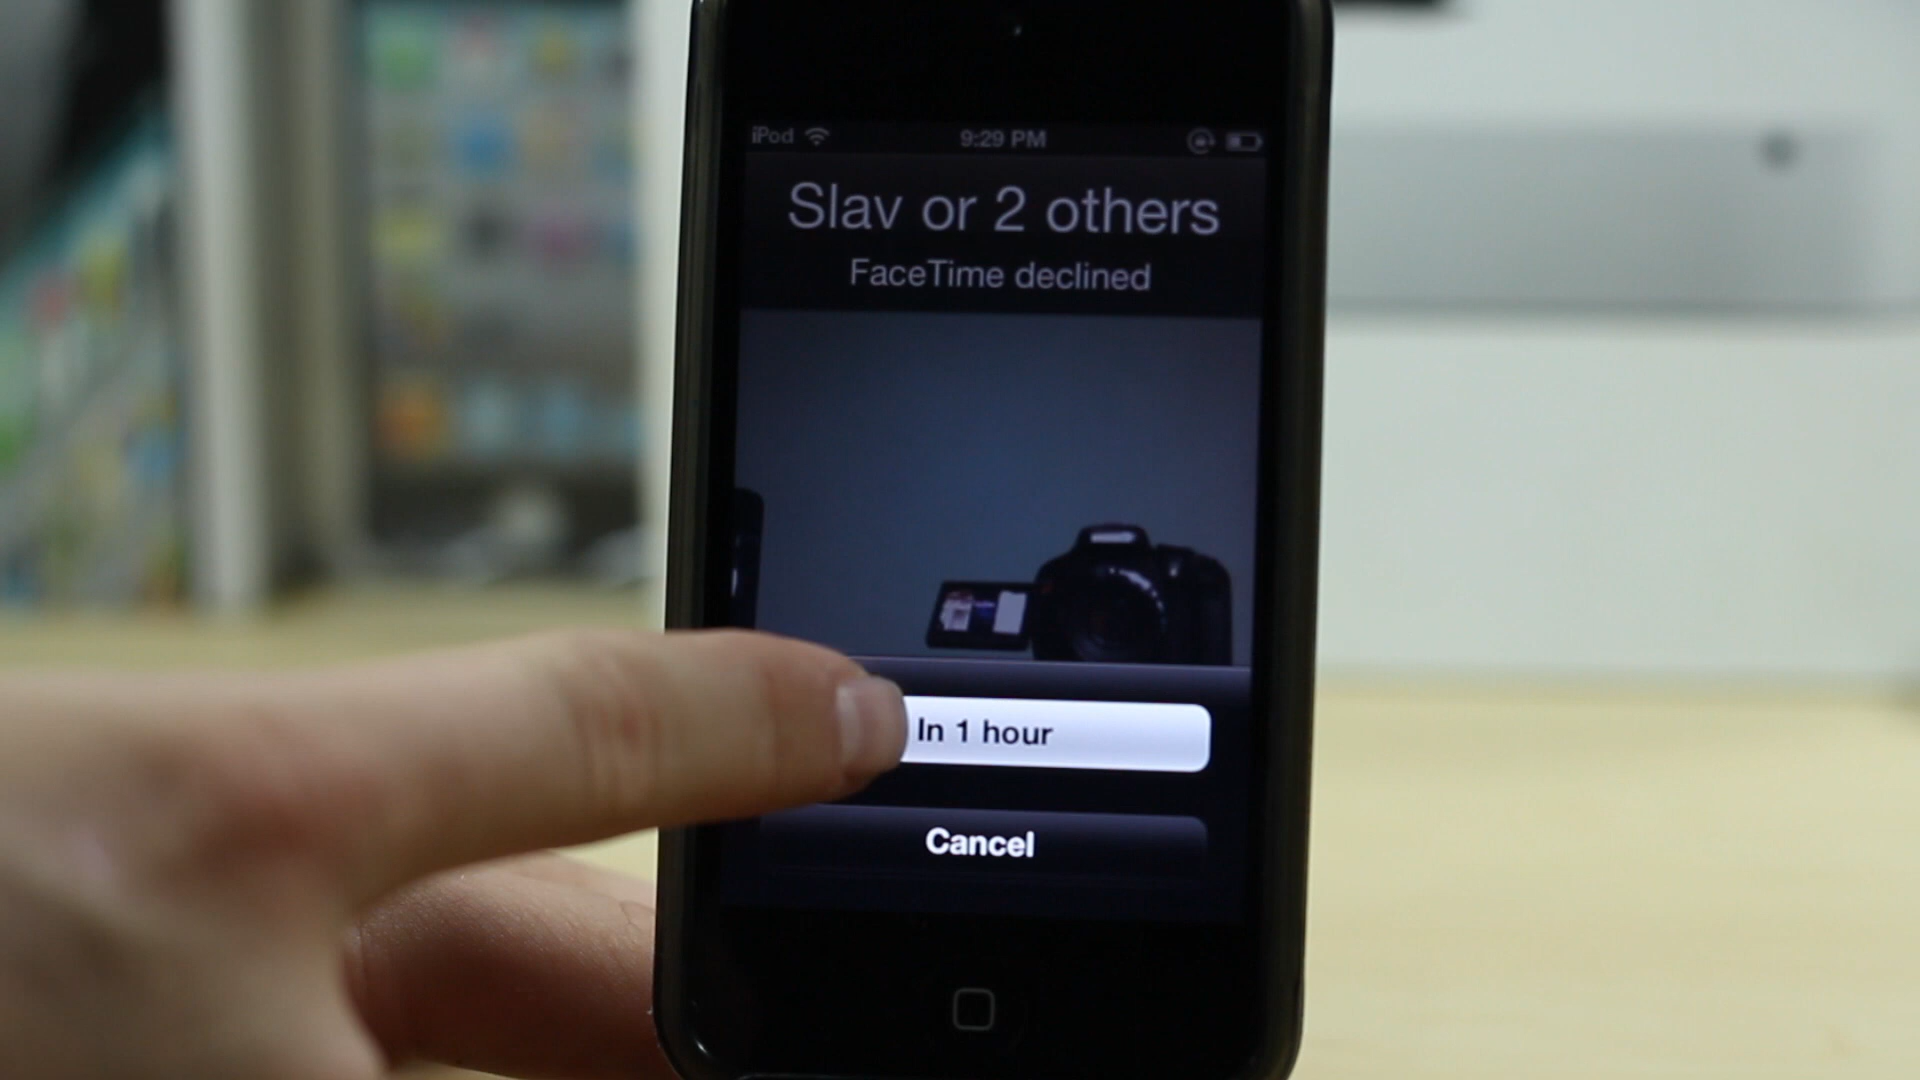 iPod 9:29 PM
Slav or 2 others
FaceTime declined
In 1 hour
Cancel